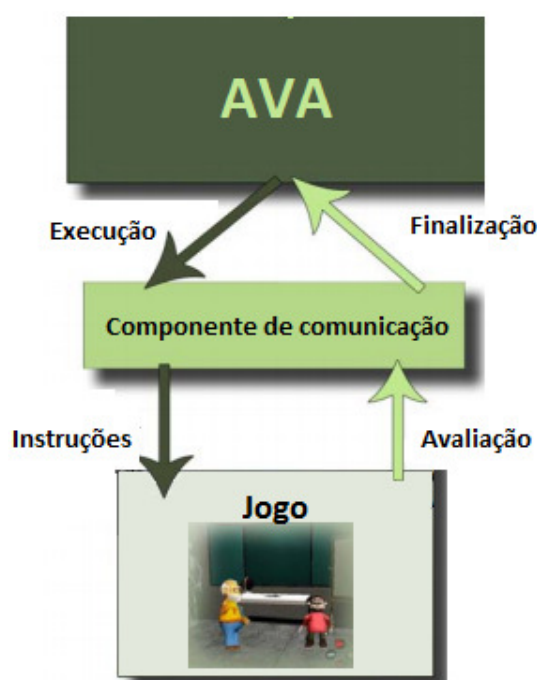 AVA
Execução
Finalização
Componente de comunicação
Instruções
Avaliação
Jogo